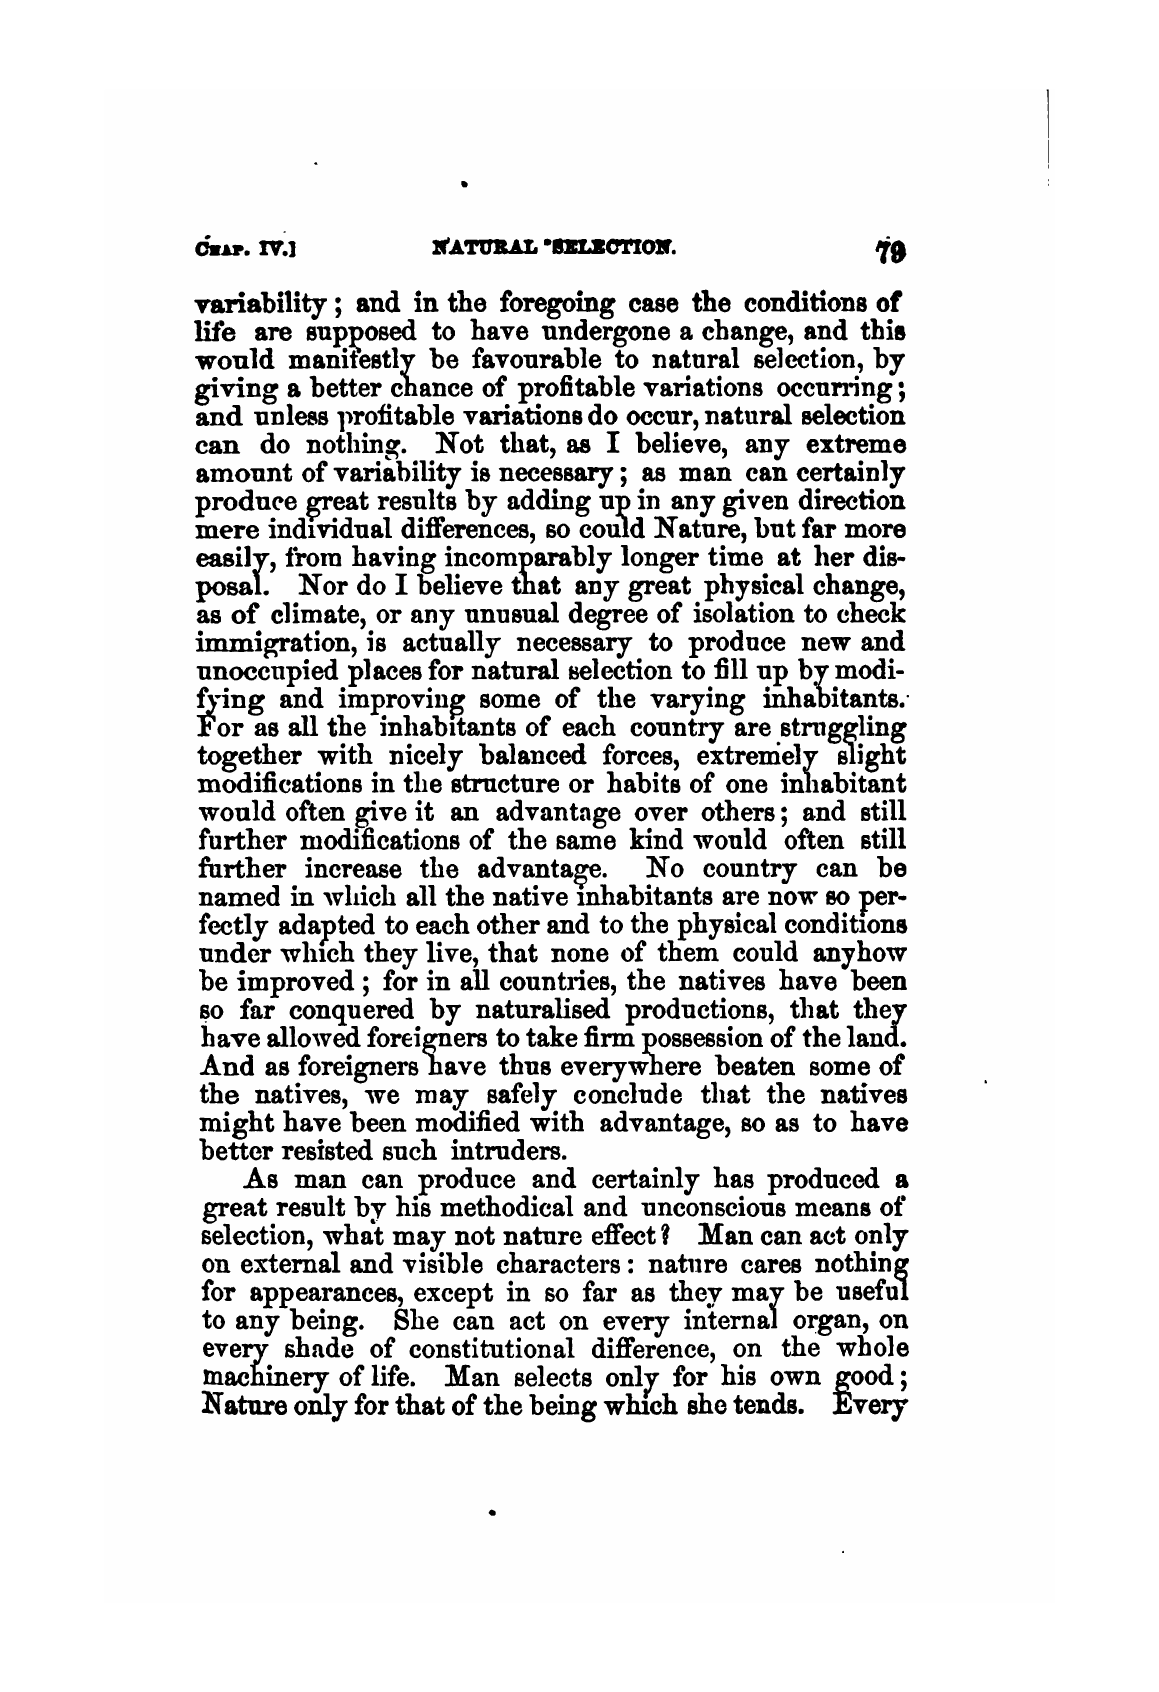 CHAP. IV.] NATURAL SELECTION. 79
variability; and in the foregoing case the conditions of
life are supposed to have undergone a change, and this
would manifestly be favourable to natural selection, by
giving a better chance of profitable variations occurring;
and unless profitable variations do occur, natural selection
can do nothing. Not that, as I believe, any extreme
amount of variability is necessary; as man can certainly
produce great results by adding up in any given direction
mere individual differences, so could Nature, but far more
easily, from having incomparably longer time at her dis-
posal. Nor do I believe that any great physical change,
as of climate, or any unusual degree of isolation to check
immigration, is actually necessary to produce new and
unoccupied places for natural selection to fill up by modi-
fying and improving some of the varying inhabitants.
For as all the inhabitants of each country are struggling
together with nicely balanced forces, extremely slight
modifications in the structure or habits of one inhabitant
would often give it an advantage over others; and still
further modifications of the same kind would often still
further increase the advantage. No country can be
named in which all the native inhabitants are now so per-
fectly adapted to each other and to the physical conditions
under which they live, that none of them could anyhow
be improved; for in all countries, the natives have been
so far conquered by naturalised productions, that they
have allowed foreigners to take firm possession of the land.
And as foreigners have thus everywhere beaten some of
the natives, we may safely conclude that the natives
might have been modified with advantage, so as to have
better resisted such intruders.
As man can produce and certainly has produced a
great result by his methodical and unconscious means of
selection, what may not nature effect? Man can act only
on external and visible characters: nature cares nothing
for appearances, except in so far as they may be useful
to any being. She can act on every internal organ, on
every shade of constitutional difference, on the whole
machinery of life. Man selects only for his own good;
Nature only for that of the being which she tends. Every